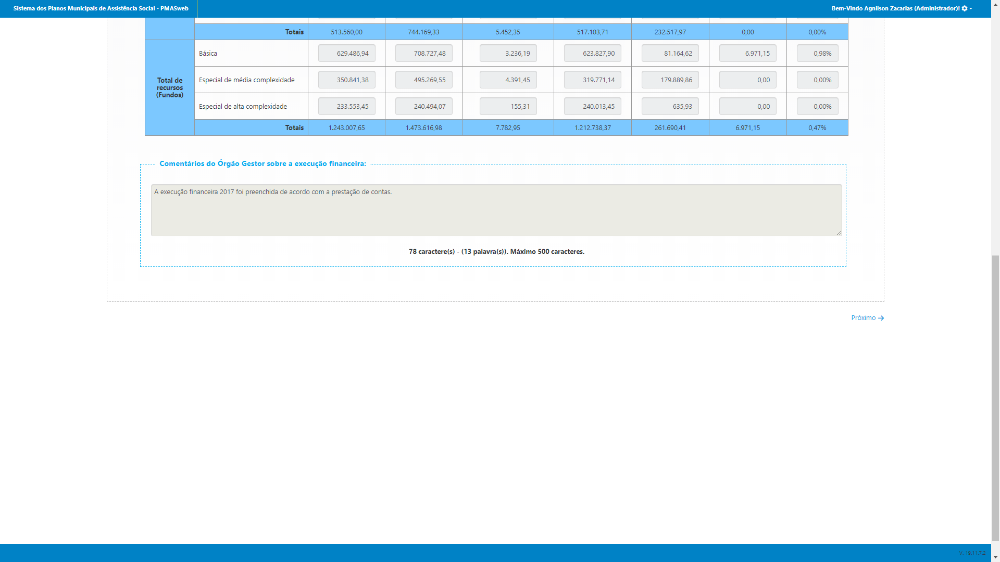 Sistema dos Planos Municipais de Assistência Social - PMASweb
Bem-Vindo Agnilson Zacarias (Administrador)!
Totais 513.560,00 744.169,33 5.452,35 517.103,71 232.517,97 0,00 0,00%
Total de recursos (Fundos)
Básica 629.486,94 708.727,48 3.236,19 623.827,90 81.164,62 6.971,15 0,98%
Especial de média complexidade 350.841,38 495.269,55 4.391,45 319.771,14 179.889,86 0,00 0,00%
Especial de alta complexidade 233.553,45 240.494,07 155,31 240.013,45 635,93 0,00 0,00%
Totais 1.243.007,65 1.473.616,98 7.782,95 1.212.738,37 261.690,41 6.971,15 0,47%
Comentários do Órgão Gestor sobre a execução financeira:
A execução financeira 2017 foi preenchida de acordo com a prestação de contas.
78 caractere(s) - (13 palavra(s)). Máximo 500 caracteres.
Próximo
V. 19.11.7.2